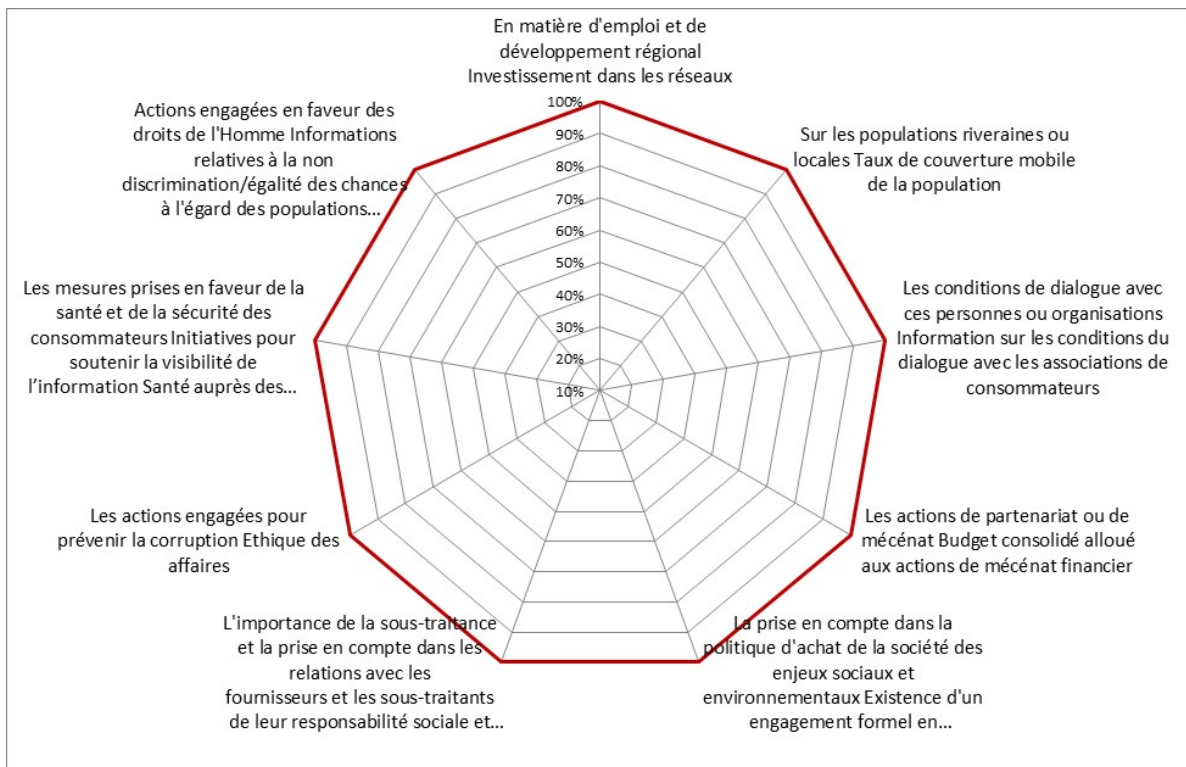 En matière d'emploi et de
développement régional
Investissement dans les réseaux
100%
90%
80%
70%
60%
50%
40%
30%
20%
10%
Sur les populations riveraines ou
locales Taux de couverture mobile
de la population
Les conditions de dialogue avec
ces personnes ou organisations
Information sur les conditions du
dialogue avec les associations de
consommateurs
Les actions de partenariat ou de
mécénat Budget consolidé alloué
aux actions de mécénat financier
La prise en compte dans la
politique d'achat de la société des
enjeux sociaux et
environnementaux Existence d'un
engagement formel en...
L'importance de la sous-traitance
et la prise en compte dans les
relations avec les
fournisseurs et les sous-traitants
de leur responsabilité sociale et...
Les actions engagées pour
prévenir la corruption Ethique des
affaires
Les mesures prises en faveur de la
santé et de la sécurité des
consommateurs Initiatives pour
soutenir la visibilité de
l’information Santé auprès des...
Actions engagées en faveur des
droits de l'Homme Informations
relatives à la non
discrimination/égalité des chances
à l'égard des populations...